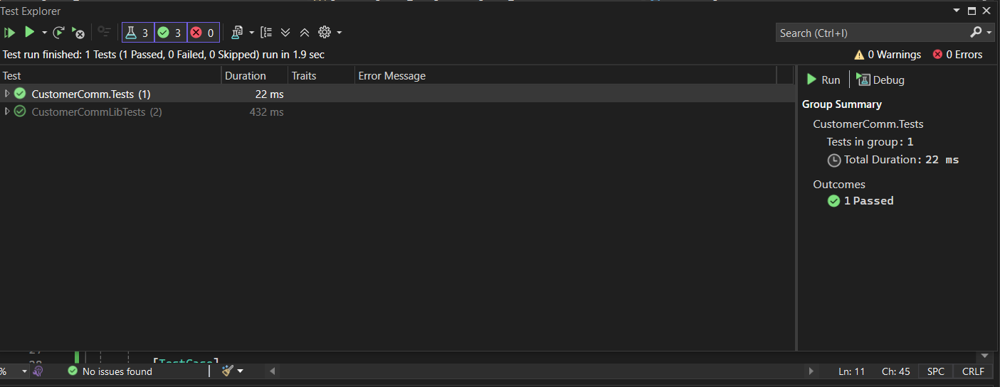 Test Explorer
3 3 0
Search (Ctrl+I)
Test run finished: 1 Tests (1 Passed, 0 Failed, 0 Skipped) run in 1.9 sec
0 Warnings 0 Errors
Test Duration Traits Error Message
CustomerComm.Tests (1) 22 ms
CustomerCommLibTests (2) 432 ms
Run Debug
Group Summary
CustomerComm.Tests
Tests in group: 1
Total Duration: 22 ms
Outcomes
1 Passed
[TestCase]
% No issues found Ln: 11 Ch: 45 SPC CRLF